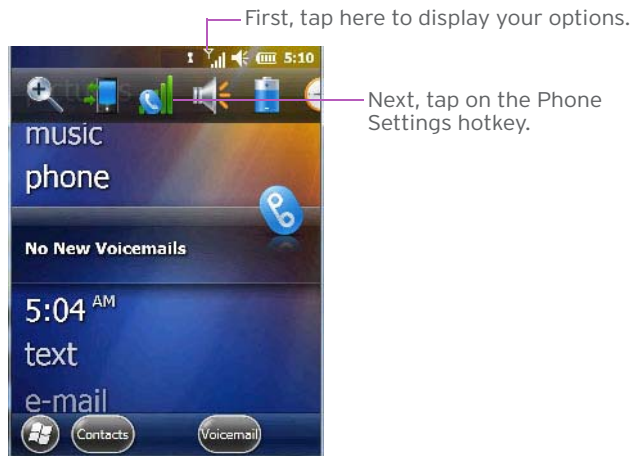 First, tap here to display your options.
5:10
pictures
Next, tap on the Phone
Settings hotkey.
music
phone
No New Voicemails
5:04 AM
text
e-mail
Contacts
Voicemail